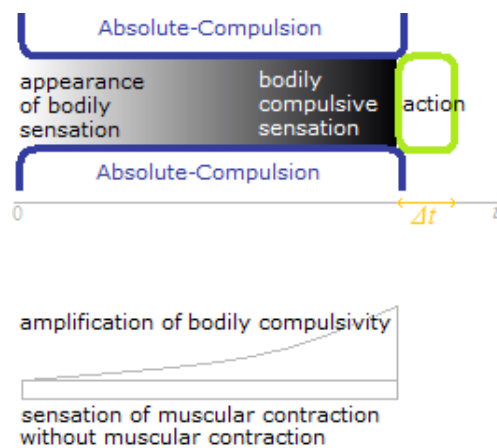 Absolute-Compulsion
appearance
of bodily
sensation
bodily
compulsive
sensation
action
Absolute-Compulsion
0
Δt
t
amplification of bodily compulsivity
sensation of muscular contraction
without muscular contraction